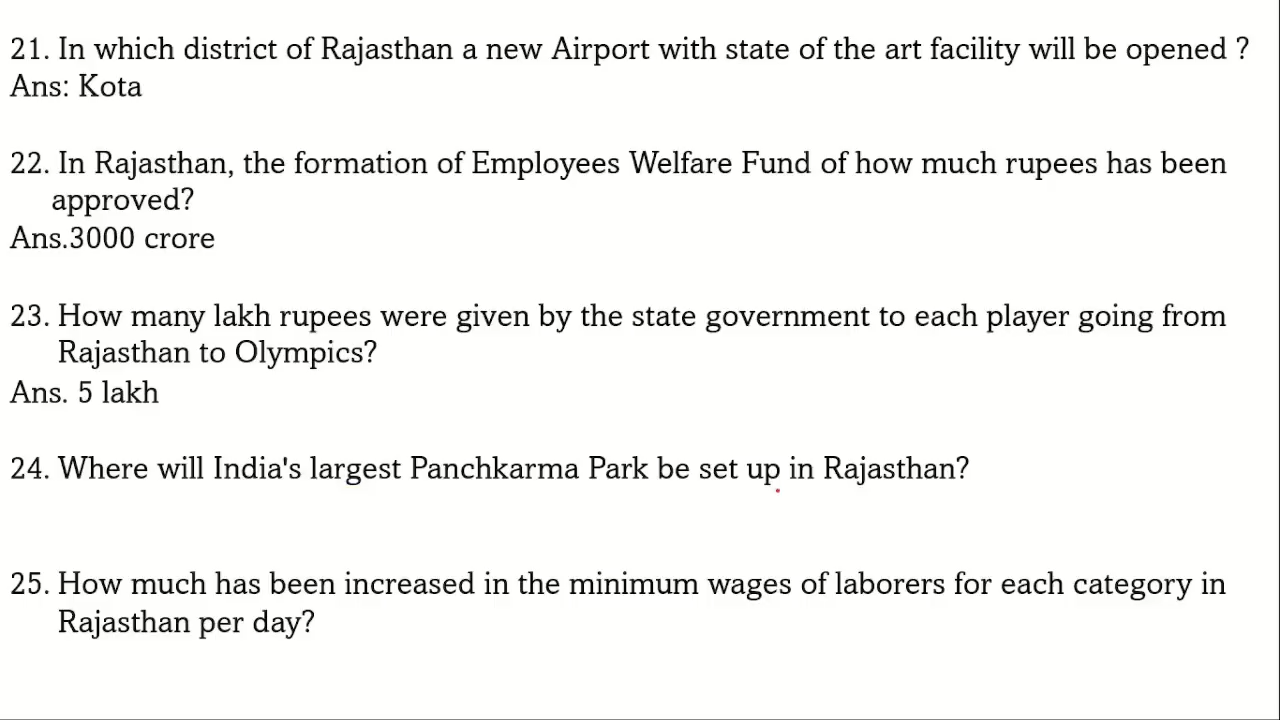 21. In which district of Rajasthan a new Airport with state of the art facility will be opened ?
Ans: Kota
22. In Rajasthan, the formation of Employees Welfare Fund of how much rupees has been
approved?
Ans.3000 crore
23. How many lakh rupees were given by the state government to each player going from
Rajasthan to Olympics?
Ans. 5 lakh
24. Where will India's largest Panchkarma Park be set up in Rajasthan?
25. How much has been increased in the minimum wages of laborers for each category in
Rajasthan per day?